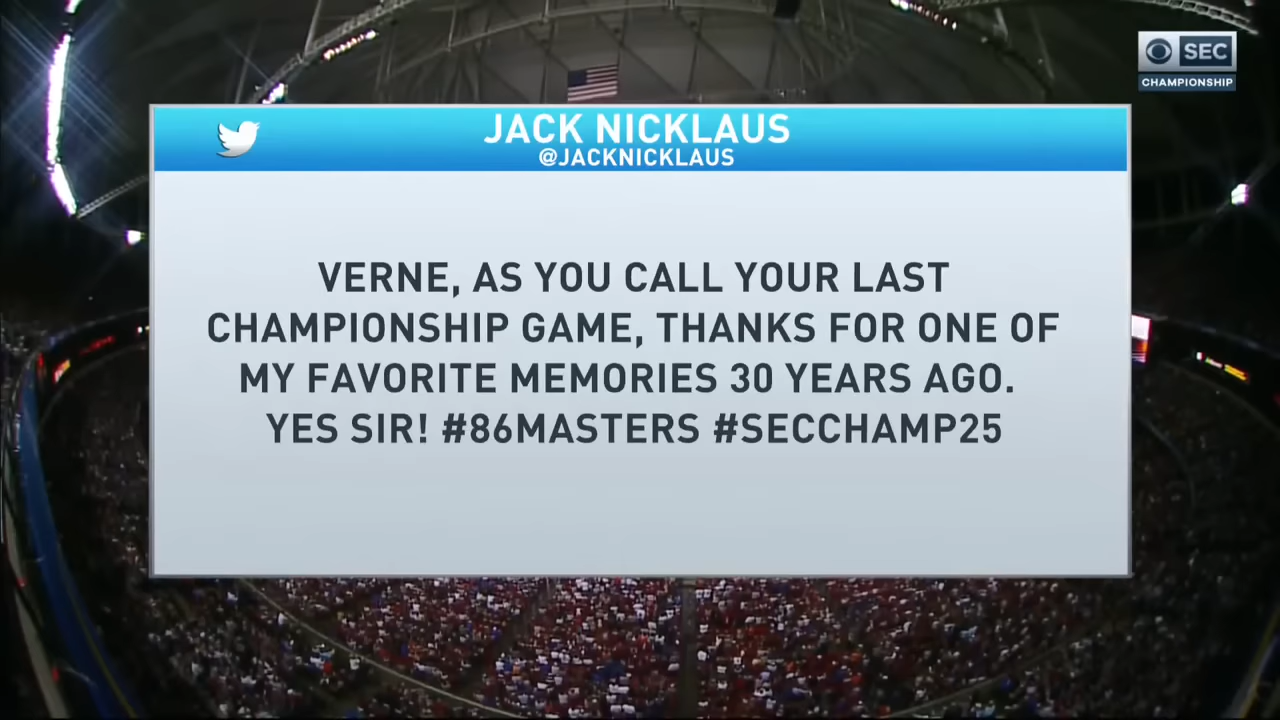 SEC
CHAMPIONSHIP
JACK NICKLAUS
@JACKNICKLAUS
VERNE, AS YOU CALL YOUR LAST
CHAMPIONSHIP GAME, THANKS FOR ONE OF
MY FAVORITE MEMORIES 30 YEARS AGO.
YES SIR! #86MASTERS #SECCHAMP25